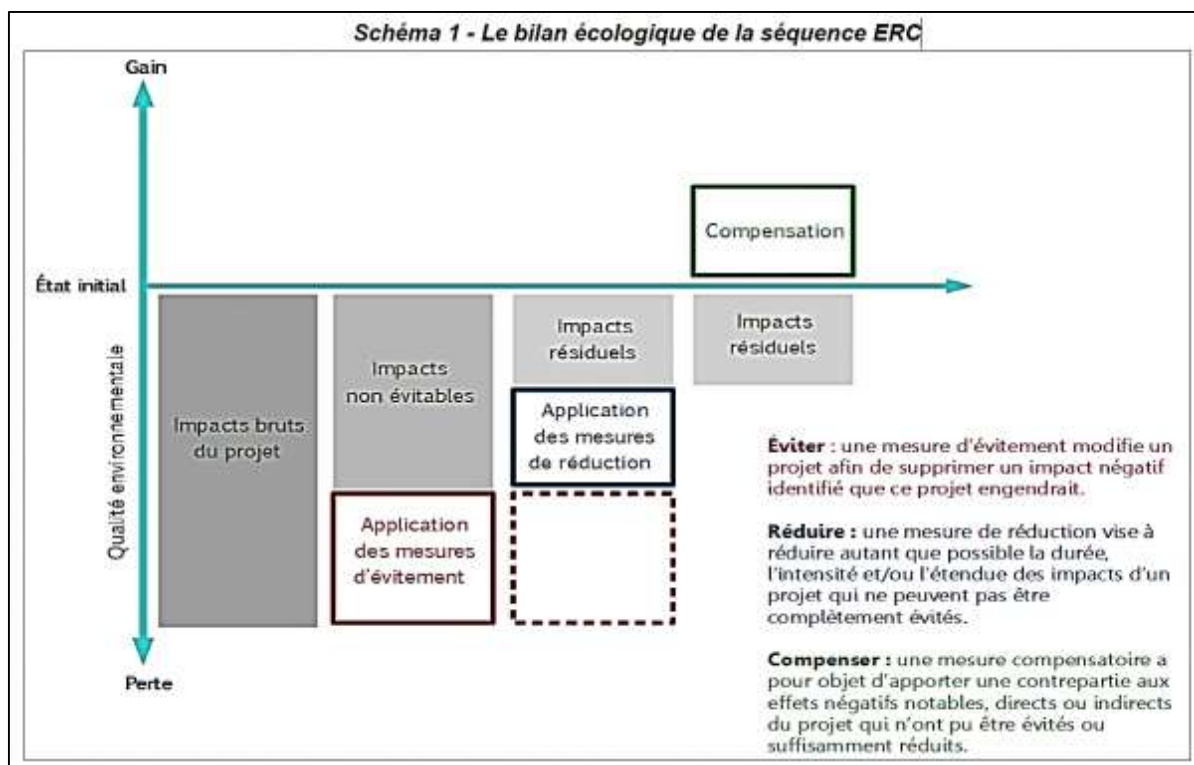 Schéma 1 - Le bilan écologique de la séquence ERC
Gain
Compensation
État initial
Qualité environnementale
Impacts bruts
du projet
Impacts
non évitables
Application
des mesures
d'évitement
Impacts
résiduels
Application
des mesures
de réduction
Impacts
résiduels
Perte
Éviter : une mesure d'évitement modifie un
projet afin de supprimer un impact négatif
identifié que ce projet engendrait.
Réduire : une mesure de réduction vise à
réduire autant que possible la durée,
l'intensité et/ou l'étendue des impacts d'un
projet qui ne peuvent pas être
complètement évités.
Compenser : une mesure compensatoire a
pour objet d'apporter une contrepartie aux
effets négatifs notables, directs ou indirects
du projet qui n'ont pu être évités ou
suffisamment réduits.